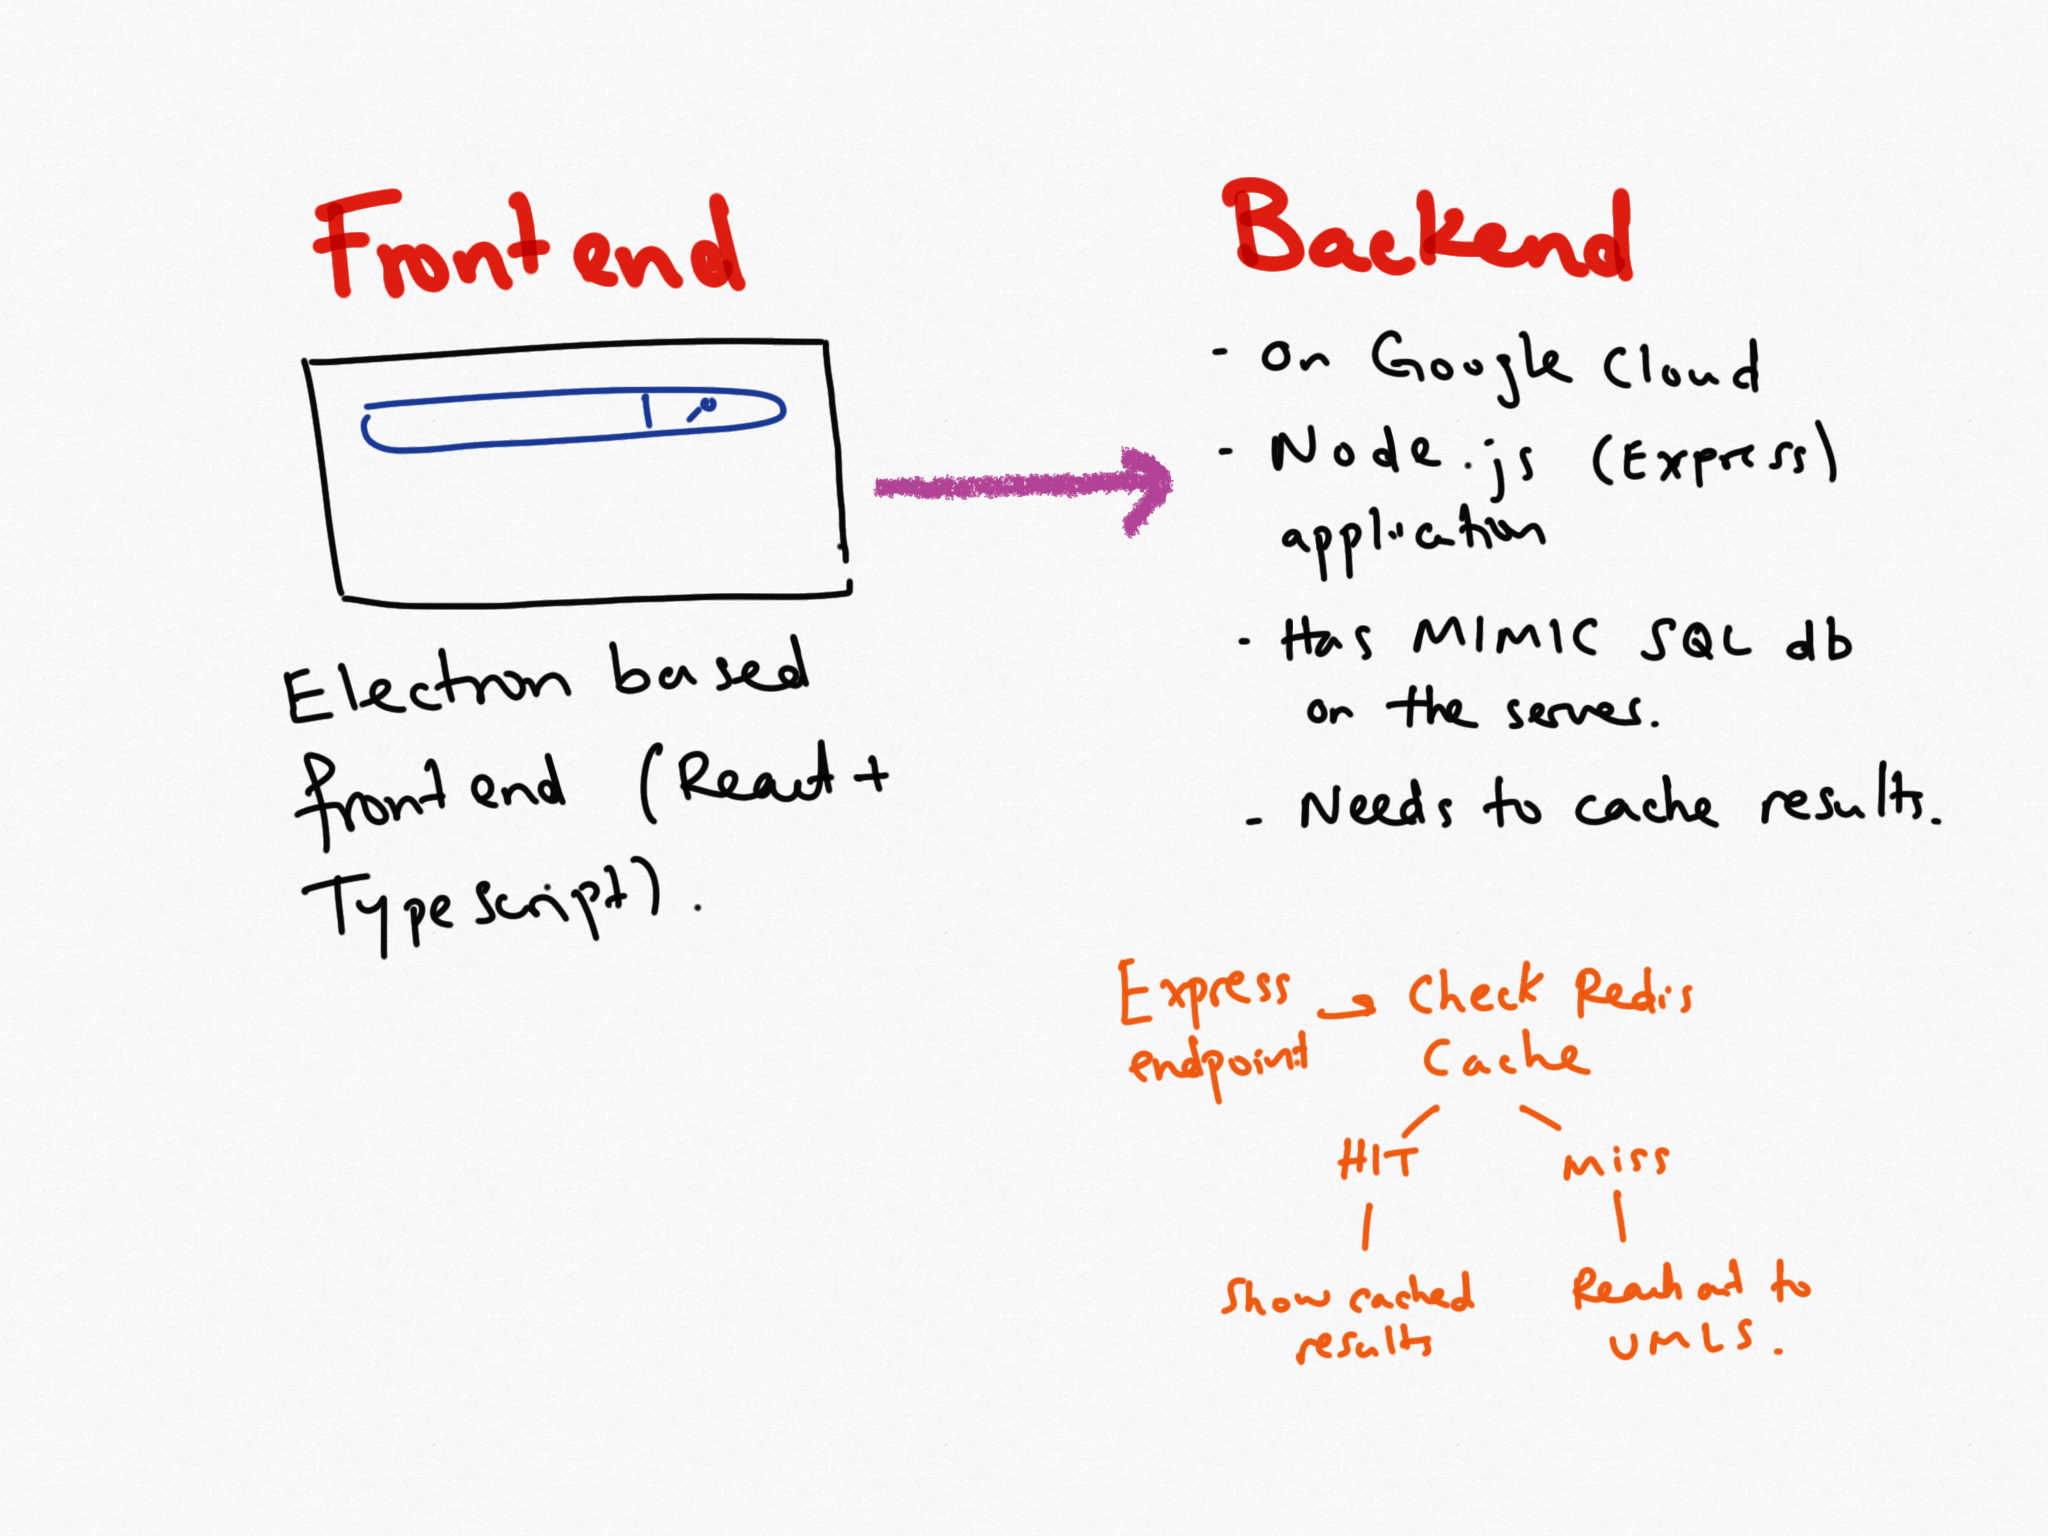 Frontend
Electron based
frontend (React +
TypeScript).
Backend
- On Google Cloud
- Node.js (Express)
application
- Has MIMIC SQL db
on the server.
- Needs to cache results.
Express → Check Redis
endpoint Cache
HIT miss
Show cached
results
Reach out to
UMLS.